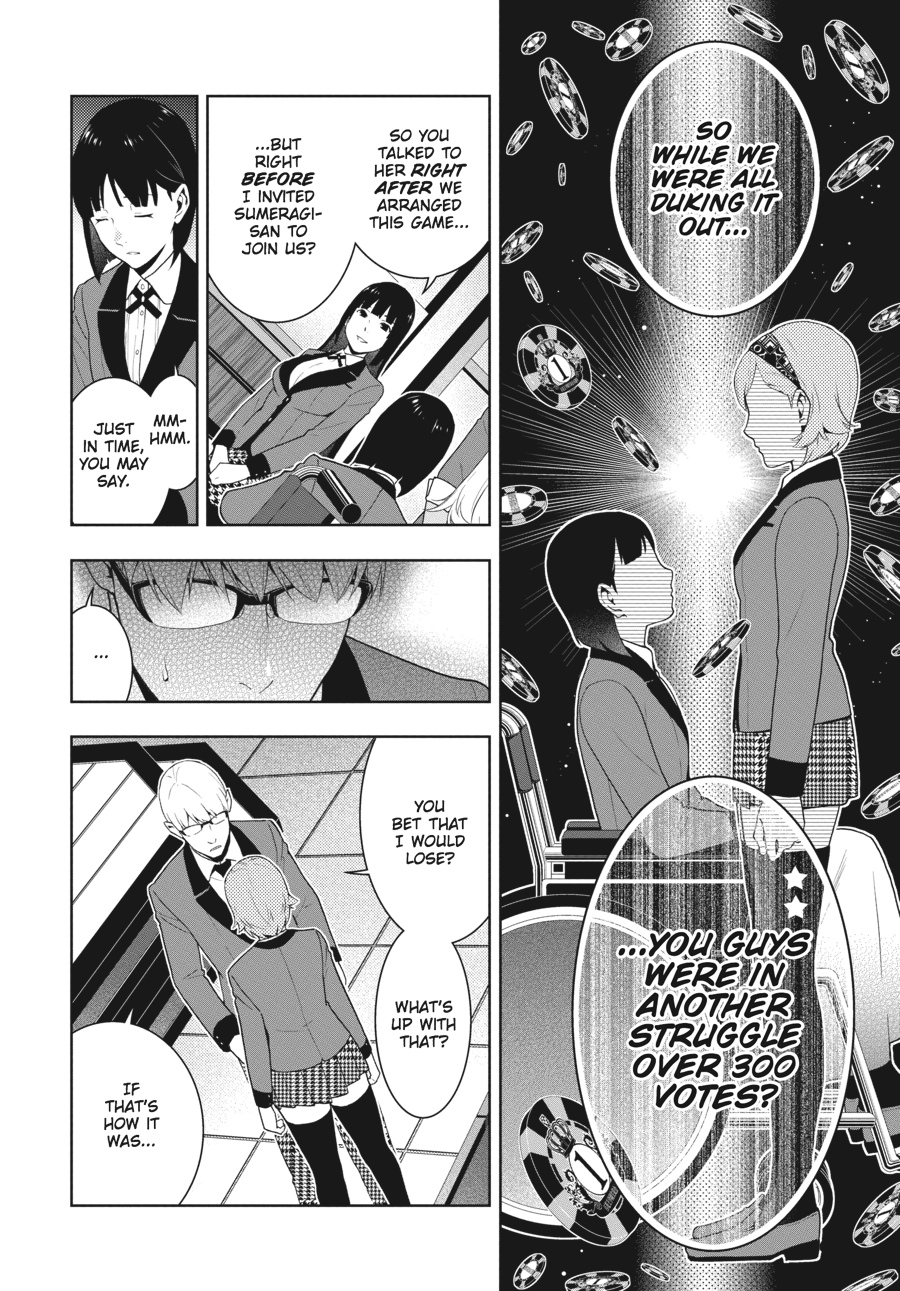 SO
WHILE WE
WERE ALL
DUKING IT
OUT...
...YOU GUYS
WERE IN
ANOTHER
STRUGGLE
OVER 300
VOTES?
1
1
SO YOU
TALKED TO
HER RIGHT
AFTER WE
ARRANGED
THIS GAME...
...BUT
RIGHT
BEFORE
I INVITED
SUMERAGI-
SAN TO
JOIN US?
MM-
HMM.
JUST
IN TIME,
YOU MAY
SAY.
...
YOU
BET THAT
I WOULD
LOSE?
WHAT'S
UP WITH
THAT?
IF
THAT'S
HOW IT
WAS...